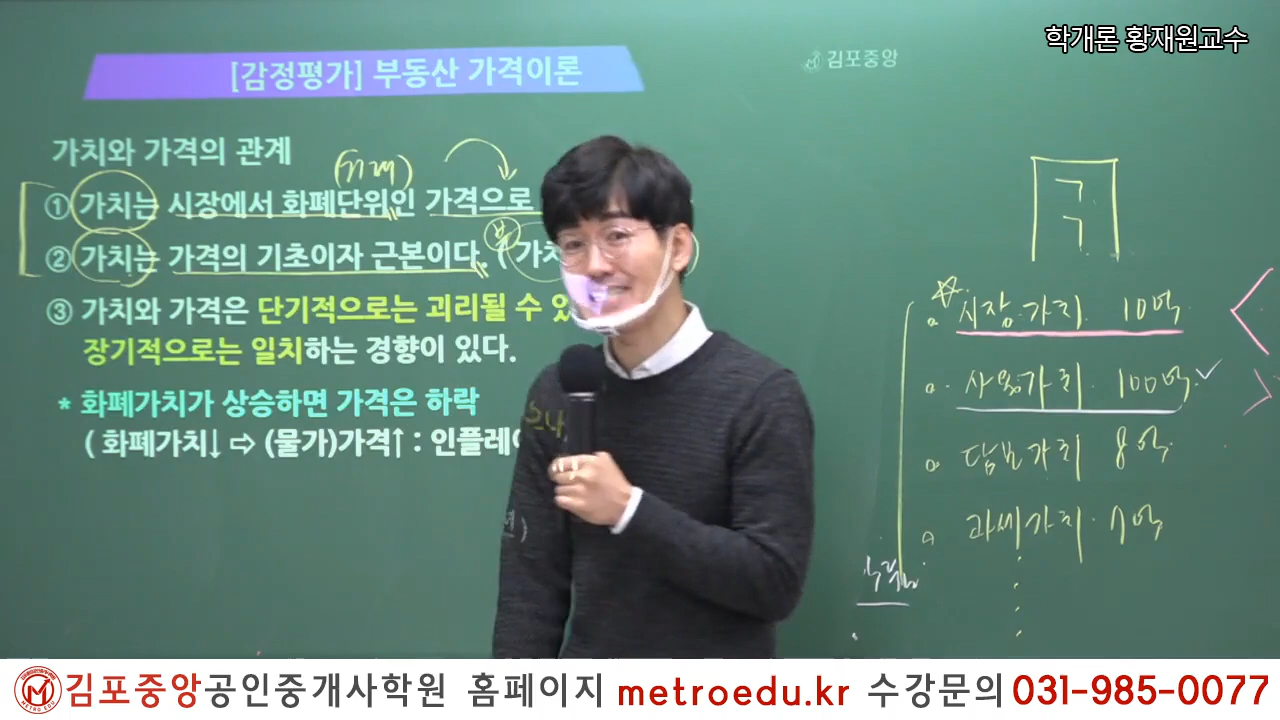 학개론 황재원교수
김포중앙
[감정평가] 부동산 가격이론
가치와 가격의 관계
① 가치는 시장에서 화폐단위인 가격으로
② 가치는 가격의 기초이자 근본이다.
③ 가치와 가격은 단기적으로는 괴리될 수 있
장기적으로는 일치하는 경향이 있다.
* 화폐가치가 상승하면 가격은 하락
( 화폐가치↓ ⇨ (물가)가격↑ : 인플레이
시장가치 10억
사용가치 100억
담보가치 8억
과세가치 7억
김포중앙공인중개사학원 홈페이지 metroedu.kr 수강문의 031-985-0077